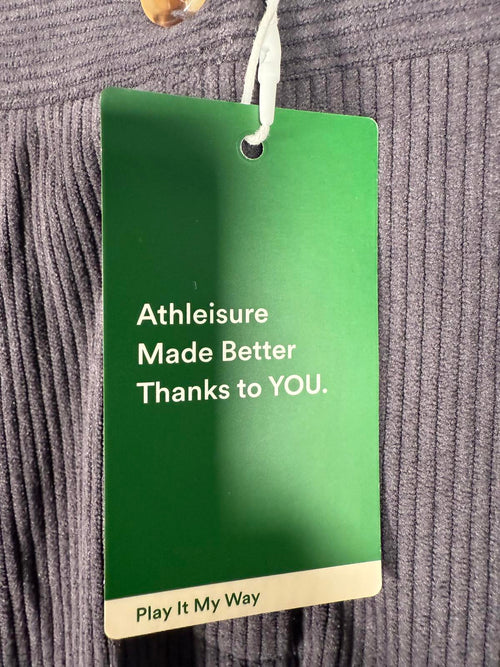 Athleisure
Made Better
Thanks to YOU.
Play It My Way